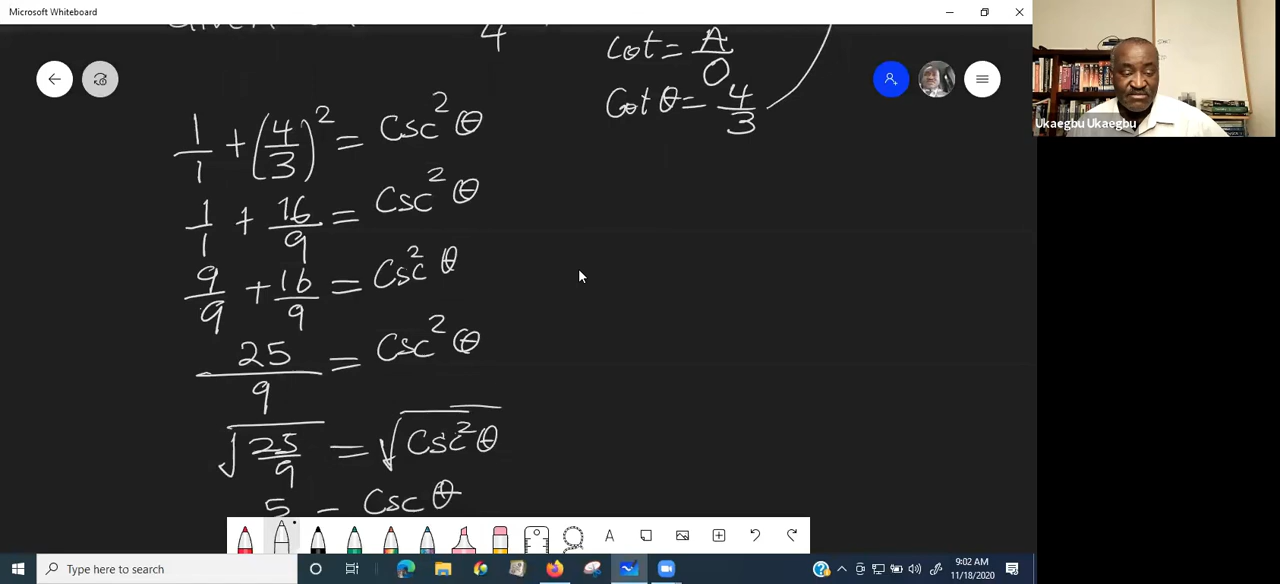 Microsoft Whiteboard
4
Cot = A/O
Cot θ = 4/3
Ukaegbu Ukaegbu
1/1 + (4/3)² = Csc² θ
1/1 + 16/9 = Csc² θ
9/9 + 16/9 = Csc² θ
25/9 = Csc² θ
√25/9 = √Csc² θ
5 = Csc θ
A
Type here to search
9:02 AM
11/18/2020